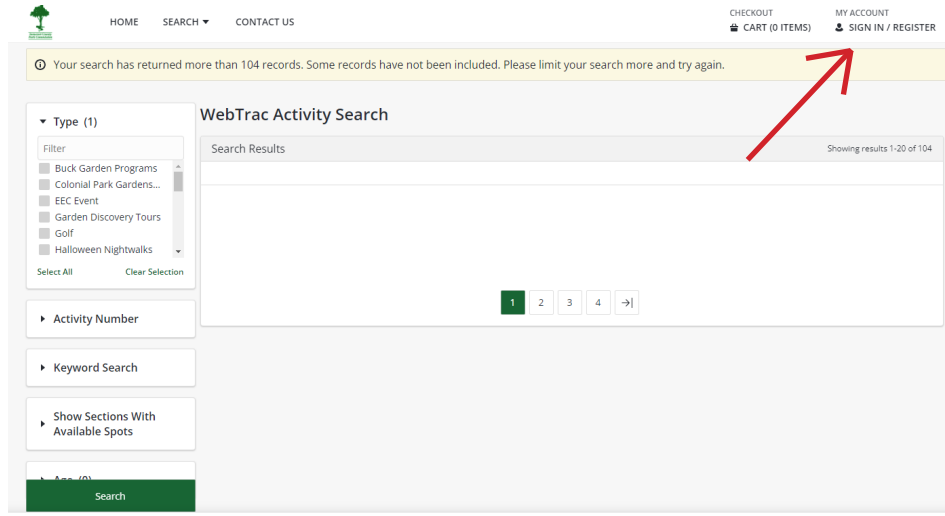 HOME SEARCH CONTACT US
CHECKOUT
CART (0 ITEMS)
MY ACCOUNT
SIGN IN / REGISTER
Your search has returned more than 104 records. Some records have not been included. Please limit your search more and try again.
Type (1)
Filter
Buck Garden Programs
Colonial Park Gardens...
EEC Event
Garden Discovery Tours
Golf
Halloween Nightwalks
Select All Clear Selection
Activity Number
Keyword Search
Show Sections With
Available Spots
Age (0)
Search
WebTrac Activity Search
Search Results Showing results 1-20 of 104
1 2 3 4